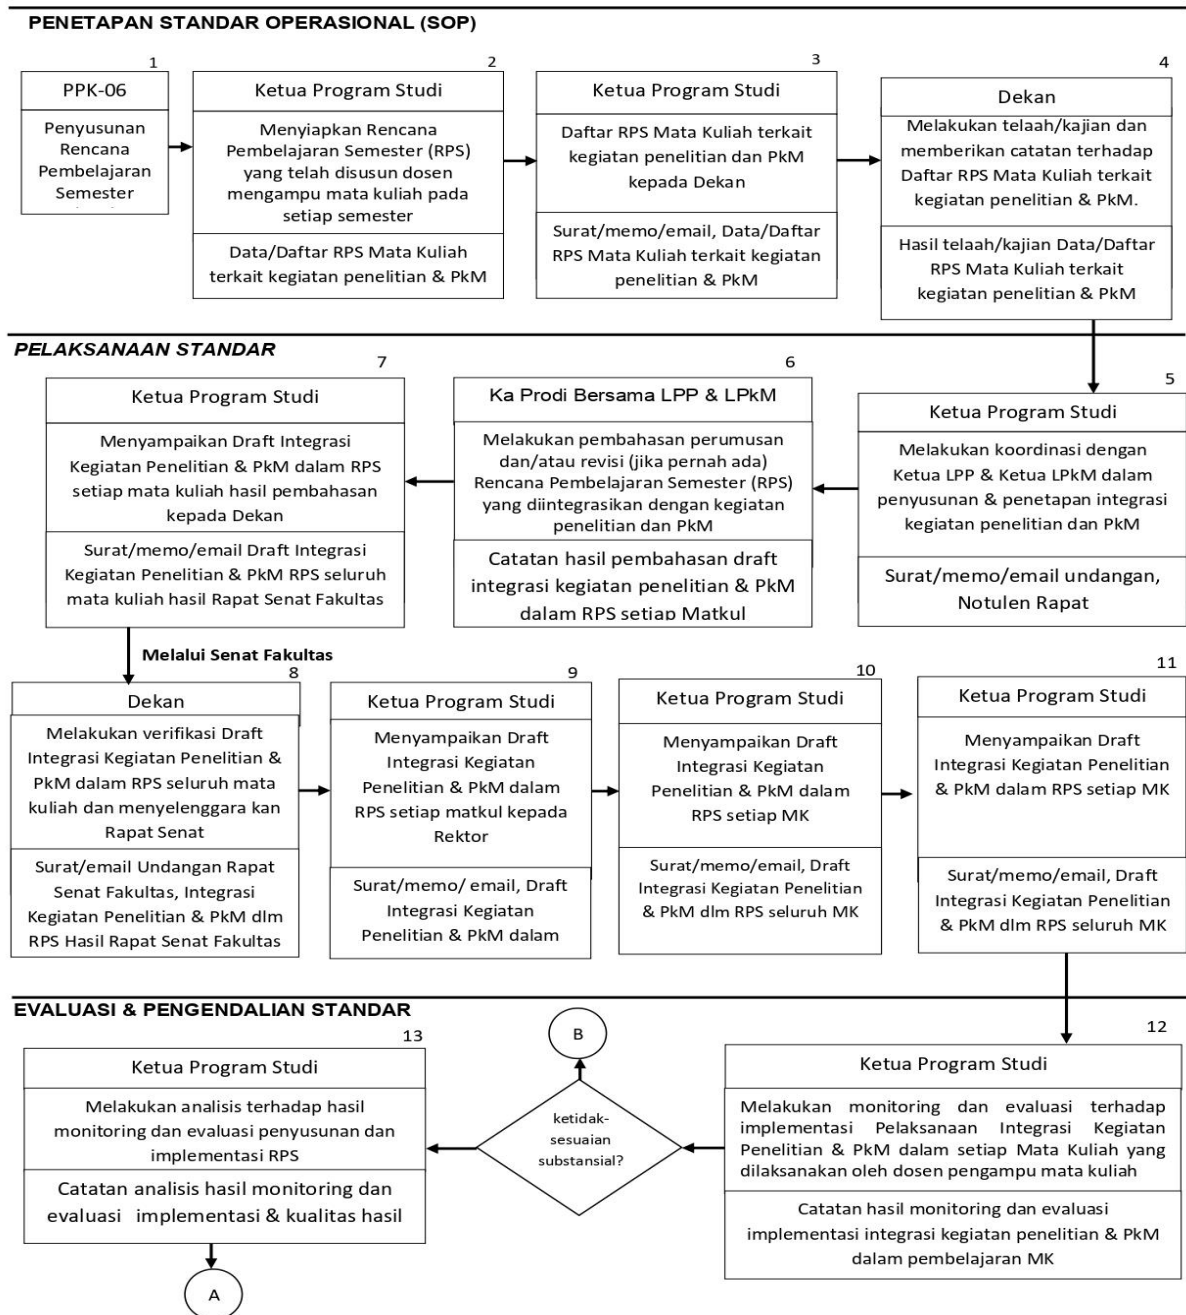 PENETAPAN STANDAR OPERASIONAL (SOP)
1
PPK-06
Penyusunan
Rencana
Pembelajaran
Semester
2
Ketua Program Studi
Menyiapkan Rencana
Pembelajaran Semester (RPS)
yang telah disusun dosen
mengampu mata kuliah pada
setiap semester
Data/Daftar RPS Mata Kuliah
terkait kegiatan penelitian & PkM
3
Ketua Program Studi
Daftar RPS Mata Kuliah terkait
kegiatan penelitian dan PkM
kepada Dekan
Surat/memo/email, Data/Daftar
RPS Mata Kuliah terkait kegiatan
penelitian & PkM
4
Dekan
Melakukan telaah/kajian dan
memberikan catatan terhadap
Daftar RPS Mata Kuliah terkait
kegiatan penelitian & PkM.
Hasil telaah/kajian Data/Daftar
RPS Mata Kuliah terkait
kegiatan penelitian & PkM
PELAKSANAAN STANDAR
5
Ketua Program Studi
Melakukan koordinasi dengan
Ketua LPP & Ketua LPkM dalam
penyusunan & penetapan integrasi
kegiatan penelitian dan PkM
Surat/memo/email undangan,
Notulen Rapat
6
Ka Prodi Bersama LPP & LPkM
Melakukan pembahasan perumusan
dan/atau revisi (jika pernah ada)
Rencana Pembelajaran Semester (RPS)
yang diintegrasikan dengan kegiatan
penelitian dan PkM
Catatan hasil pembahasan draft
integrasi kegiatan penelitian & PkM
dalam RPS setiap Matkul
7
Ketua Program Studi
Menyampaikan Draft Integrasi
Kegiatan Penelitian & PkM dalam RPS
setiap mata kuliah hasil pembahasan
kepada Dekan
Surat/memo/email Draft Integrasi
Kegiatan Penelitian & PkM RPS seluruh
mata kuliah hasil Rapat Senat Fakultas
Melalui Senat Fakultas
8
Dekan
Melakukan verifikasi Draft
Integrasi Kegiatan Penelitian &
PkM dalam RPS seluruh mata
kuliah dan menyelenggara kan
Rapat Senat
Surat/email Undangan Rapat
Senat Fakultas, Integrasi
Kegiatan Penelitian & PkM dlm
RPS Hasil Rapat Senat Fakultas
9
Ketua Program Studi
Menyampaikan Draft
Integrasi Kegiatan
Penelitian & PkM dalam
RPS setiap matkul kepada
Rektor
Surat/memo/ email, Draft
Integrasi Kegiatan
Penelitian & PkM dalam
10
Ketua Program Studi
Menyampaikan Draft
Integrasi Kegiatan
Penelitian & PkM dalam
RPS setiap MK
Surat/memo/email, Draft
Integrasi Kegiatan Penelitian
& PkM dlm RPS seluruh MK
11
Ketua Program Studi
Menyampaikan Draft
Integrasi Kegiatan Penelitian
& PkM dalam RPS setiap MK
Surat/memo/email, Draft
Integrasi Kegiatan Penelitian
& PkM dlm RPS seluruh MK
EVALUASI & PENGENDALIAN STANDAR
12
Ketua Program Studi
Melakukan monitoring dan evaluasi terhadap
implementasi Pelaksanaan Integrasi Kegiatan
Penelitian & PkM dalam setiap Mata Kuliah yang
dilaksanakan oleh dosen pengampu mata kuliah
Catatan hasil monitoring dan evaluasi
implementasi integrasi kegiatan penelitian & PkM
dalam pembelajaran MK
B
ketidak-
sesuaian
substansial?
13
Ketua Program Studi
Melakukan analisis terhadap hasil
monitoring dan evaluasi penyusunan dan
implementasi RPS
Catatan analisis hasil monitoring dan
evaluasi implementasi & kualitas hasil
A